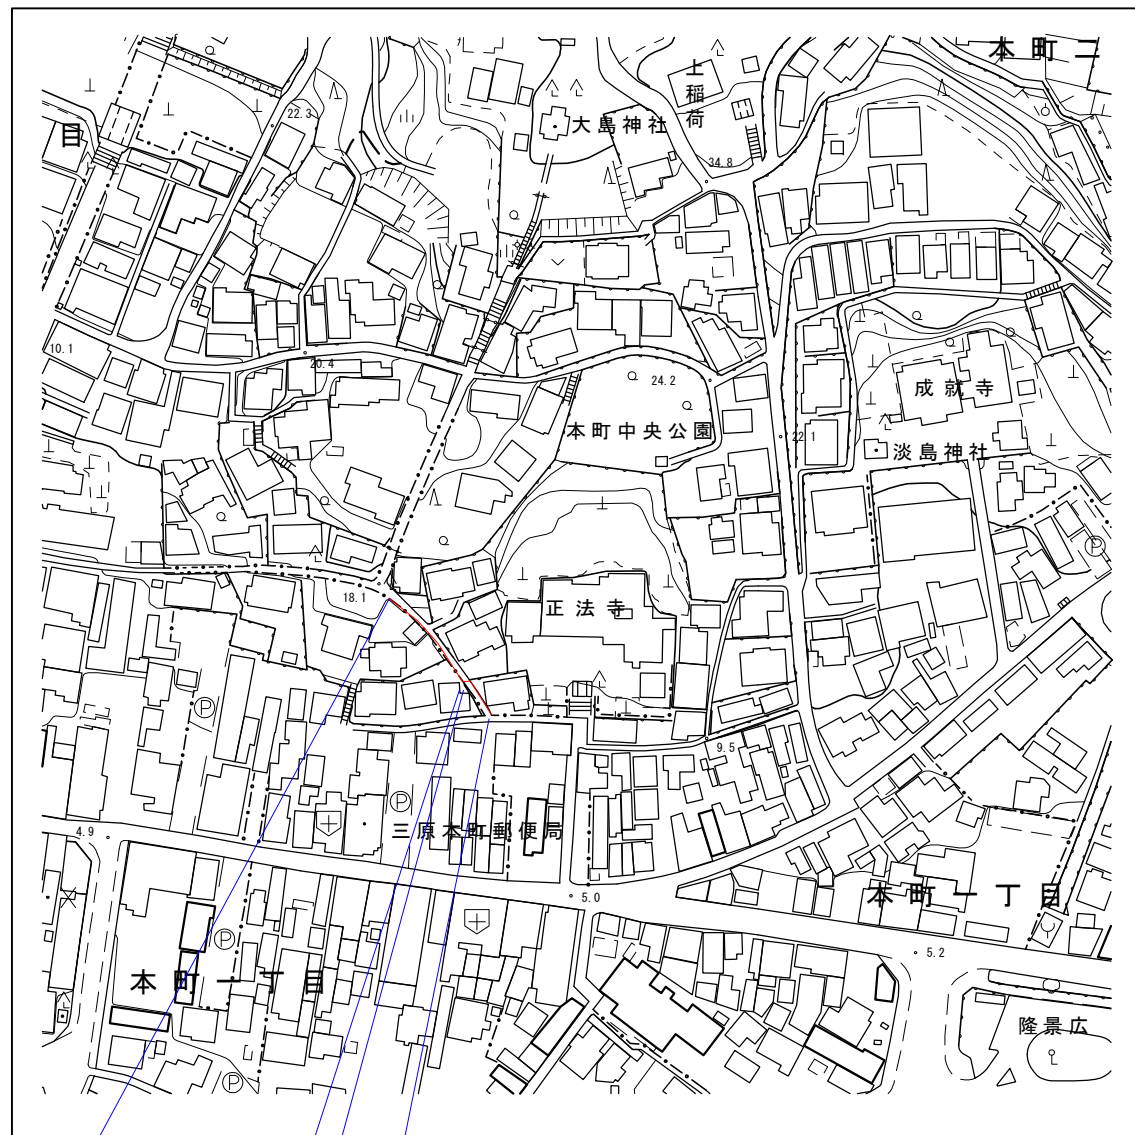 本町二
上稲荷
大島神社
目
22.3
34.8
10.1
20.4
24.2
成就寺
本町中央公園
22.1
淡島神社
P
18.1
正法寺
P
9.5
P
三原本町郵便局
4.9
本町一丁目
5.0
P
5.2
本町一丁目
隆景広
P